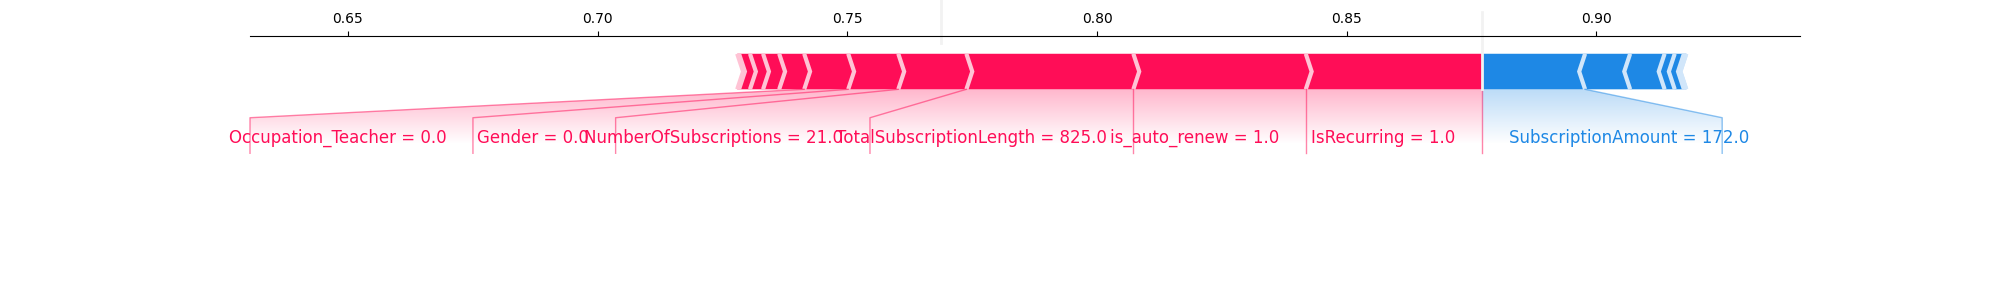 0.65 0.70 0.75 0.80 0.85 0.90
Occupation_Teacher = 0.0 Gender = 0.0 NumberOfSubscriptions = 21.0 TotalSubscriptionLength = 825.0 is_auto_renew = 1.0 IsRecurring = 1.0 SubscriptionAmount = 172.0